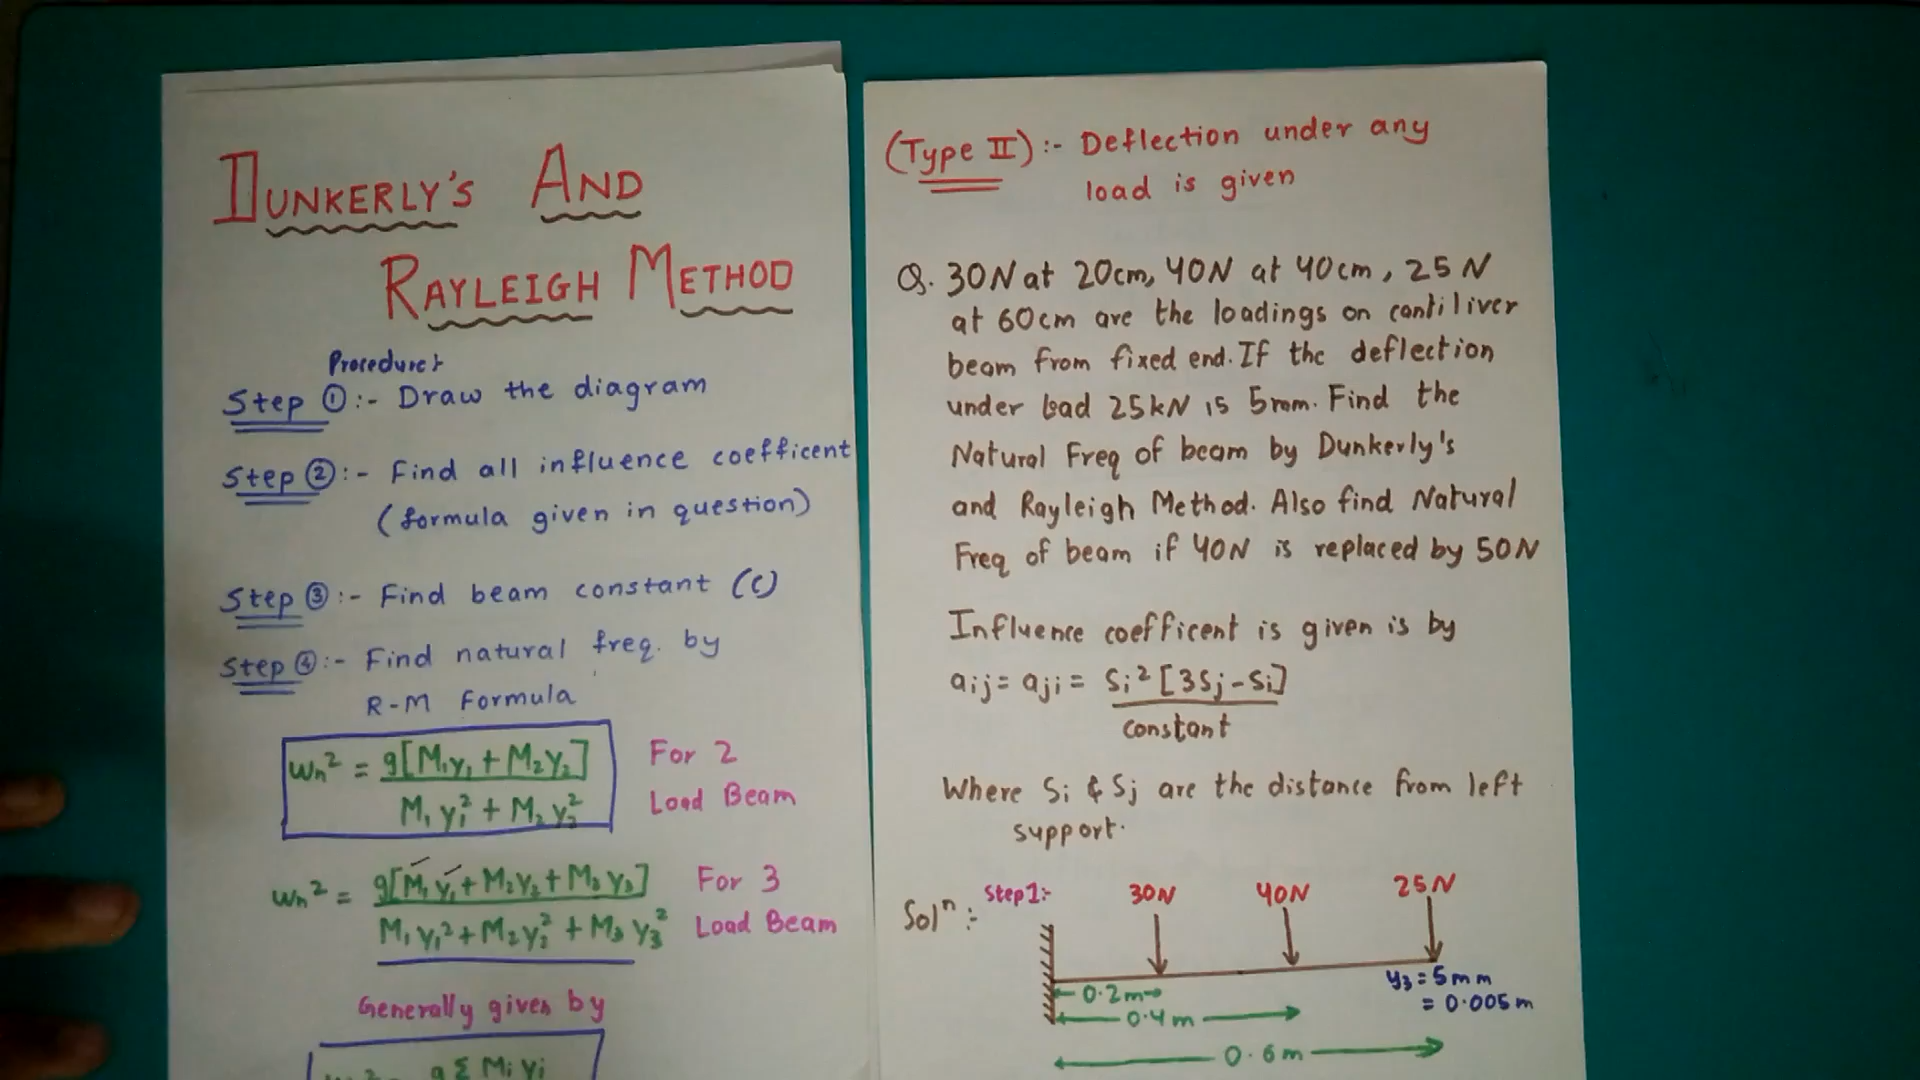 DUNKERLY'S AND
RAYLEIGH METHOD
Procedure:-
Step ①:- Draw the diagram
Step ②:- Find all influence coefficent
(formula given in question)
Step ③:- Find beam constant (C)
Step ④:- Find natural freq. by
R-M Formula
Wn² = g[M₁y₁ + M₂y₂] / M₁y₁² + M₂y₂²
For 2
Load Beam
Wn² = g[M₁y₁ + M₂y₂ + M₃y₃] / M₁y₁² + M₂y₂² + M₃y₃²
For 3
Load Beam
Generally given by
g Σ Mi yi
(Type II):- Deflection under any
load is given
Q. 30N at 20cm, 40N at 40cm, 25N
at 60cm are the loadings on cantiliver
beam from fixed end. If the deflection
under load 25kN is 5mm. Find the
Natural Freq of beam by Dunkerly's
and Rayleigh Method. Also find Natural
Freq of beam if 40N is replaced by 50N
Influence coefficent is given is by
aij = aji = Si² [3Sj - Si] / constant
Where Si & Sj are the distance from left
support.
Solⁿ:- Step1:-
30N 40N 25N
y₃ = 5mm
= 0.005m
0.2m
0.4m
0.6m